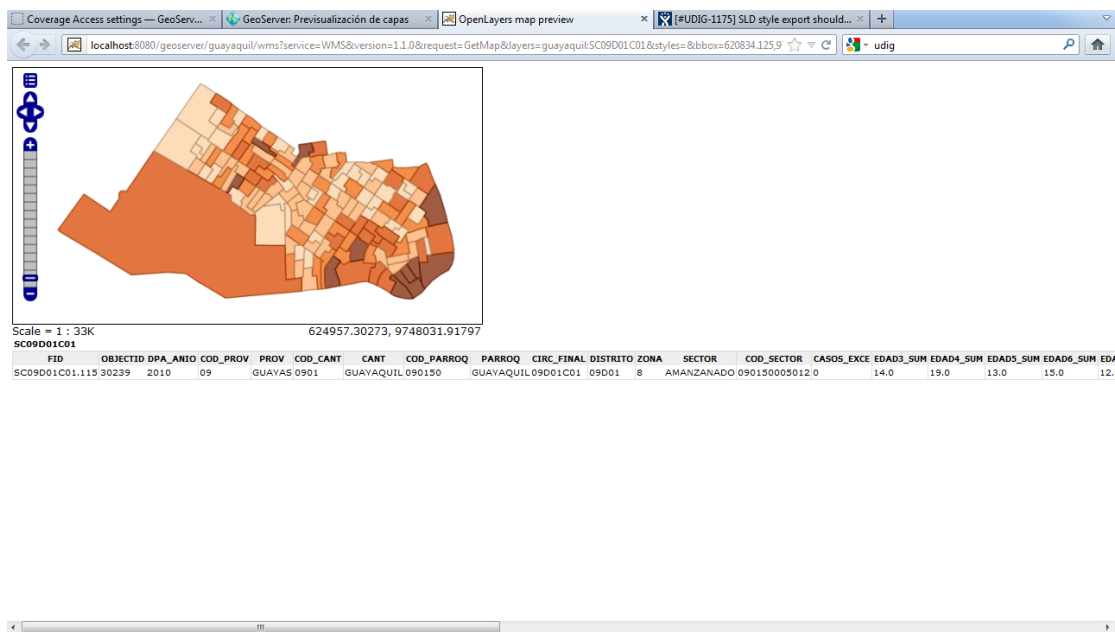 Coverage Access settings — GeoServ... × GeoServer: Previsualización de capas × OpenLayers map preview × [#UDIG-1175] SLD style export should... × +
localhost:8080/geoserver/guayaquil/wms?service=WMS&version=1.1.0&request=GetMap&layers=guayaquil:SC09D01C01&styles=&bbox=620834.125,9 udig
Scale = 1 : 33K 624957.30273, 9748031.91797
SC09D01C01
FID OBJECTID DPA_ANIO COD_PROV PROV COD_CANT CANT COD_PARROQ PARROQ CIRC_FINAL DISTRITO ZONA SECTOR COD_SECTOR CASOS_EXCE EDAD3_SUM EDAD4_SUM EDAD5_SUM EDAD6_SUM EDA
SC09D01C01.115 30239 2010 09 GUAYAS 0901 GUAYAQUIL 090150 GUAYAQUIL 09D01C01 09D01 8 AMANZANADO 090150005012 0 14.0 19.0 13.0 15.0 12.